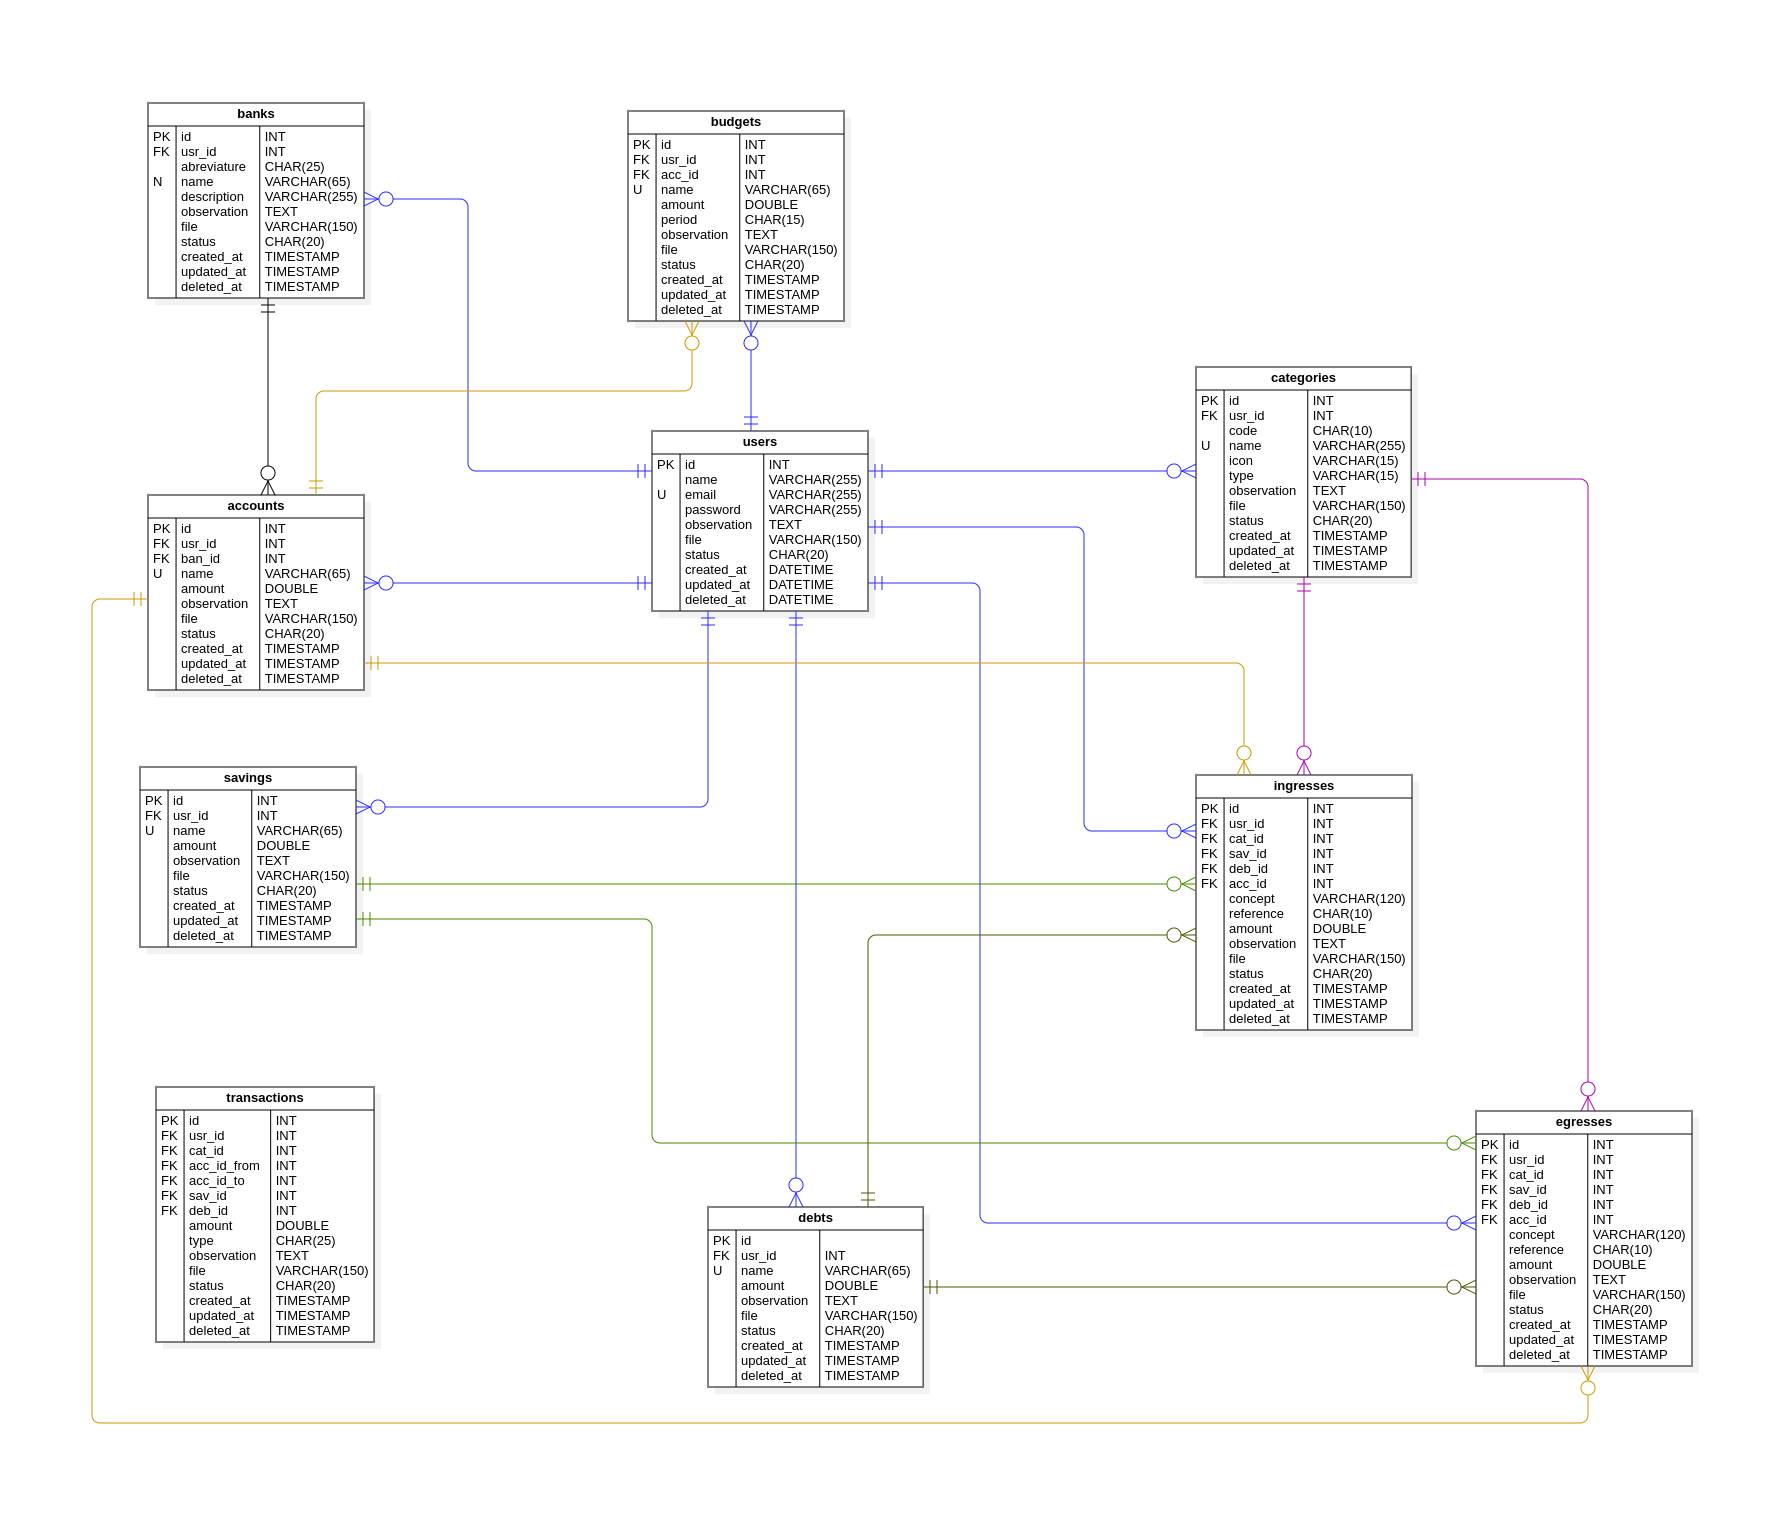 banks
PK id INT
FK usr_id INT
abreviature CHAR(25)
N name VARCHAR(65)
description VARCHAR(255)
observation TEXT
file VARCHAR(150)
status CHAR(20)
created_at TIMESTAMP
updated_at TIMESTAMP
deleted_at TIMESTAMP
budgets
PK id INT
FK usr_id INT
FK acc_id INT
U name VARCHAR(65)
amount DOUBLE
period CHAR(15)
observation TEXT
file VARCHAR(150)
status CHAR(20)
created_at TIMESTAMP
updated_at TIMESTAMP
deleted_at TIMESTAMP
categories
PK id INT
FK usr_id INT
code CHAR(10)
U name VARCHAR(255)
icon VARCHAR(15)
type VARCHAR(15)
observation TEXT
file VARCHAR(150)
status CHAR(20)
created_at TIMESTAMP
updated_at TIMESTAMP
deleted_at TIMESTAMP
users
PK id INT
name VARCHAR(255)
U email VARCHAR(255)
password VARCHAR(255)
observation TEXT
file VARCHAR(150)
status CHAR(20)
created_at DATETIME
updated_at DATETIME
deleted_at DATETIME
accounts
PK id INT
FK usr_id INT
FK ban_id INT
U name VARCHAR(65)
amount DOUBLE
observation TEXT
file VARCHAR(150)
status CHAR(20)
created_at TIMESTAMP
updated_at TIMESTAMP
deleted_at TIMESTAMP
savings
PK id INT
FK usr_id INT
U name VARCHAR(65)
amount DOUBLE
observation TEXT
file VARCHAR(150)
status CHAR(20)
created_at TIMESTAMP
updated_at TIMESTAMP
deleted_at TIMESTAMP
ingresses
PK id INT
FK usr_id INT
FK cat_id INT
FK sav_id INT
FK deb_id INT
FK acc_id INT
concept VARCHAR(120)
reference CHAR(10)
amount DOUBLE
observation TEXT
file VARCHAR(150)
status CHAR(20)
created_at TIMESTAMP
updated_at TIMESTAMP
deleted_at TIMESTAMP
transactions
PK id INT
FK usr_id INT
FK cat_id INT
FK acc_id_from INT
FK acc_id_to INT
FK sav_id INT
FK deb_id INT
amount DOUBLE
type CHAR(25)
observation TEXT
file VARCHAR(150)
status CHAR(20)
created_at TIMESTAMP
updated_at TIMESTAMP
deleted_at TIMESTAMP
debts
PK id
FK usr_id INT
U name VARCHAR(65)
amount DOUBLE
observation TEXT
file VARCHAR(150)
status CHAR(20)
created_at TIMESTAMP
updated_at TIMESTAMP
deleted_at TIMESTAMP
egresses
PK id INT
FK usr_id INT
FK cat_id INT
FK sav_id INT
FK deb_id INT
FK acc_id INT
concept VARCHAR(120)
reference CHAR(10)
amount DOUBLE
observation TEXT
file VARCHAR(150)
status CHAR(20)
created_at TIMESTAMP
updated_at TIMESTAMP
deleted_at TIMESTAMP